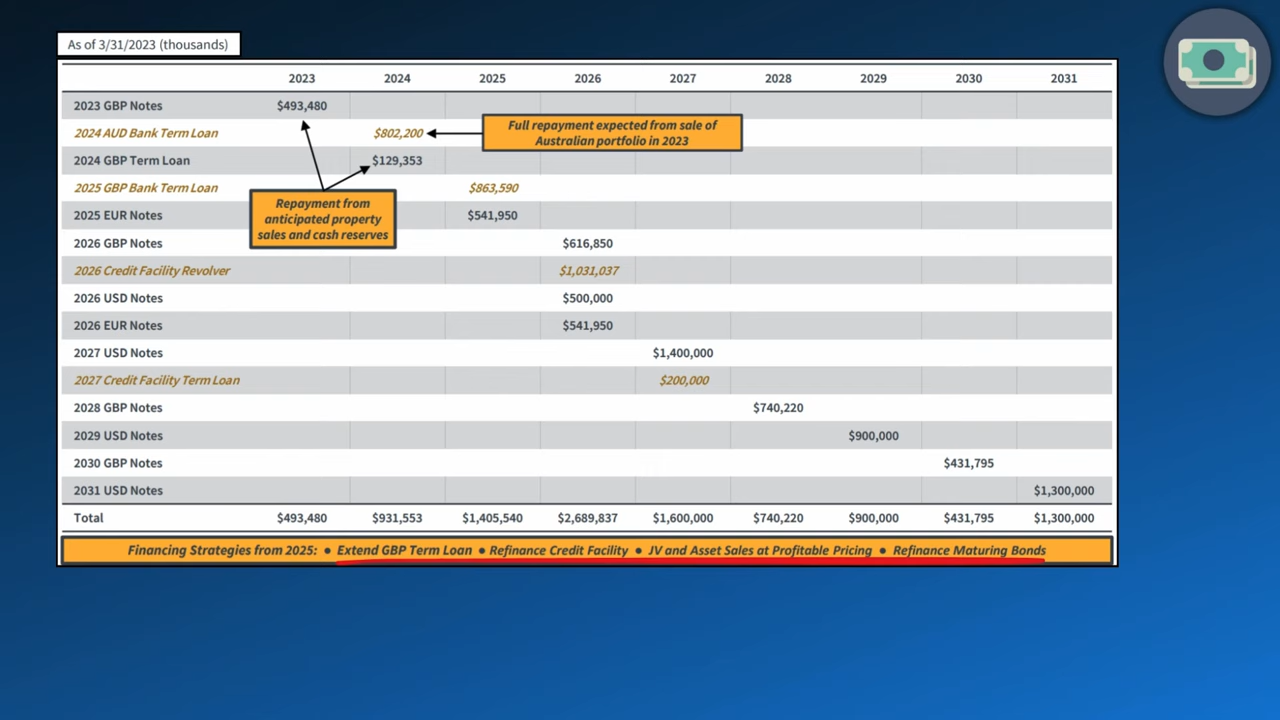 As of 3/31/2023 (thousands)
2023 2024 2025 2026 2027 2028 2029 2030 2031
2023 GBP Notes $493,480
2024 AUD Bank Term Loan $802,200
Full repayment expected from sale of
Australian portfolio in 2023
2024 GBP Term Loan $129,353
2025 GBP Bank Term Loan $863,590
Repayment from
anticipated property
sales and cash reserves
2025 EUR Notes $541,950
2026 GBP Notes $616,850
2026 Credit Facility Revolver $1,031,037
2026 USD Notes $500,000
2026 EUR Notes $541,950
2027 USD Notes $1,400,000
2027 Credit Facility Term Loan $200,000
2028 GBP Notes $740,220
2029 USD Notes $900,000
2030 GBP Notes $431,795
2031 USD Notes $1,300,000
Total $493,480 $931,553 $1,405,540 $2,689,837 $1,600,000 $740,220 $900,000 $431,795 $1,300,000
Financing Strategies from 2025: ● Extend GBP Term Loan ● Refinance Credit Facility ● JV and Asset Sales at Profitable Pricing ● Refinance Maturing Bonds